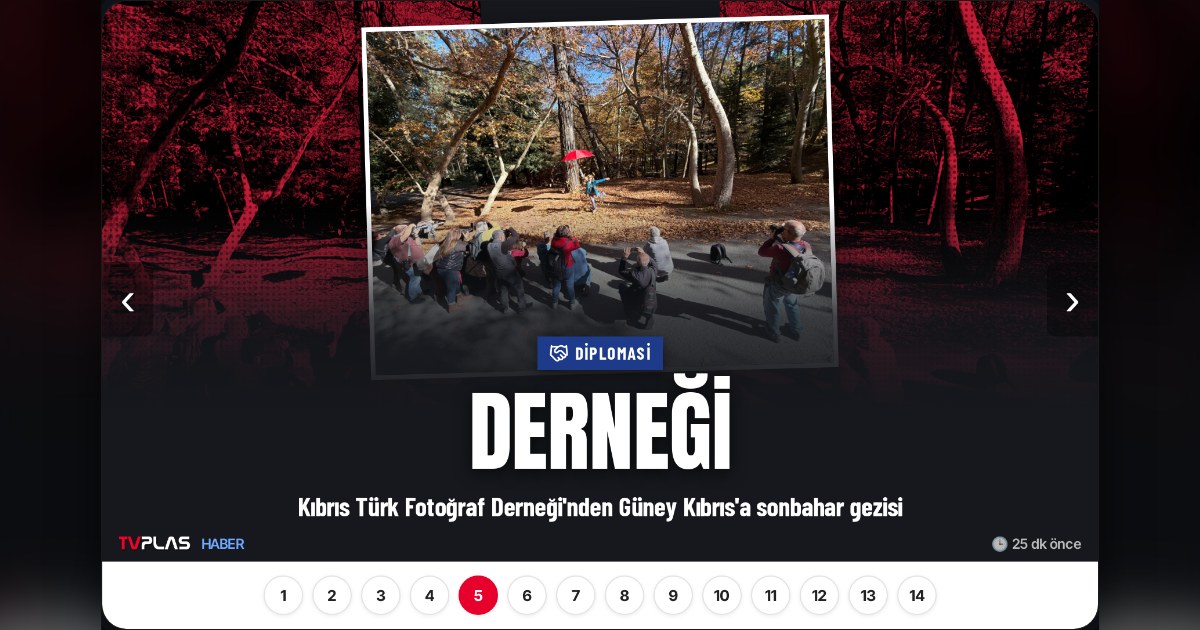 DİPLOMASİ
DERNEĞİ
Kıbrıs Türk Fotoğraf Derneği'nden Güney Kıbrıs'a sonbahar gezisi
TVPLAS HABER
25 dk önce
1 2 3 4 5 6 7 8 9 10 11 12 13 14